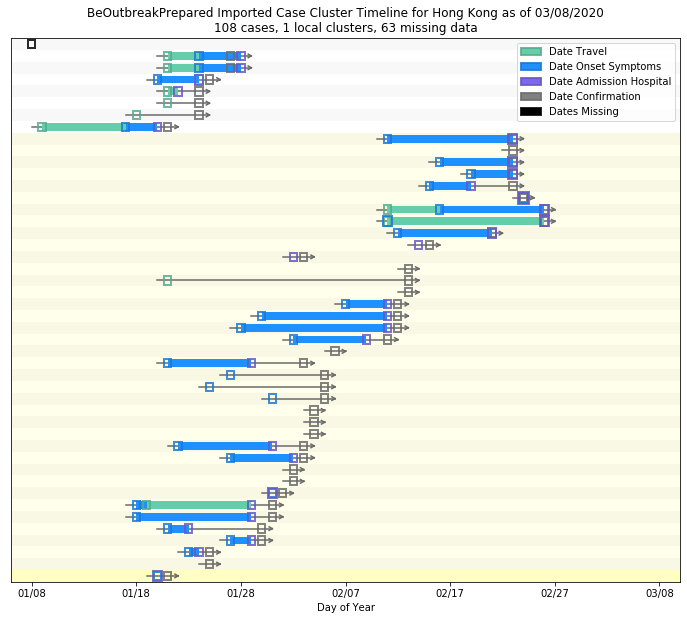 BeOutbreakPrepared Imported Case Cluster Timeline for Hong Kong as of 03/08/2020
108 cases, 1 local clusters, 63 missing data
Date Travel
Date Onset Symptoms
Date Admission Hospital
Date Confirmation
Dates Missing
01/08 01/18 01/28 02/07 02/17 02/27 03/08
Day of Year